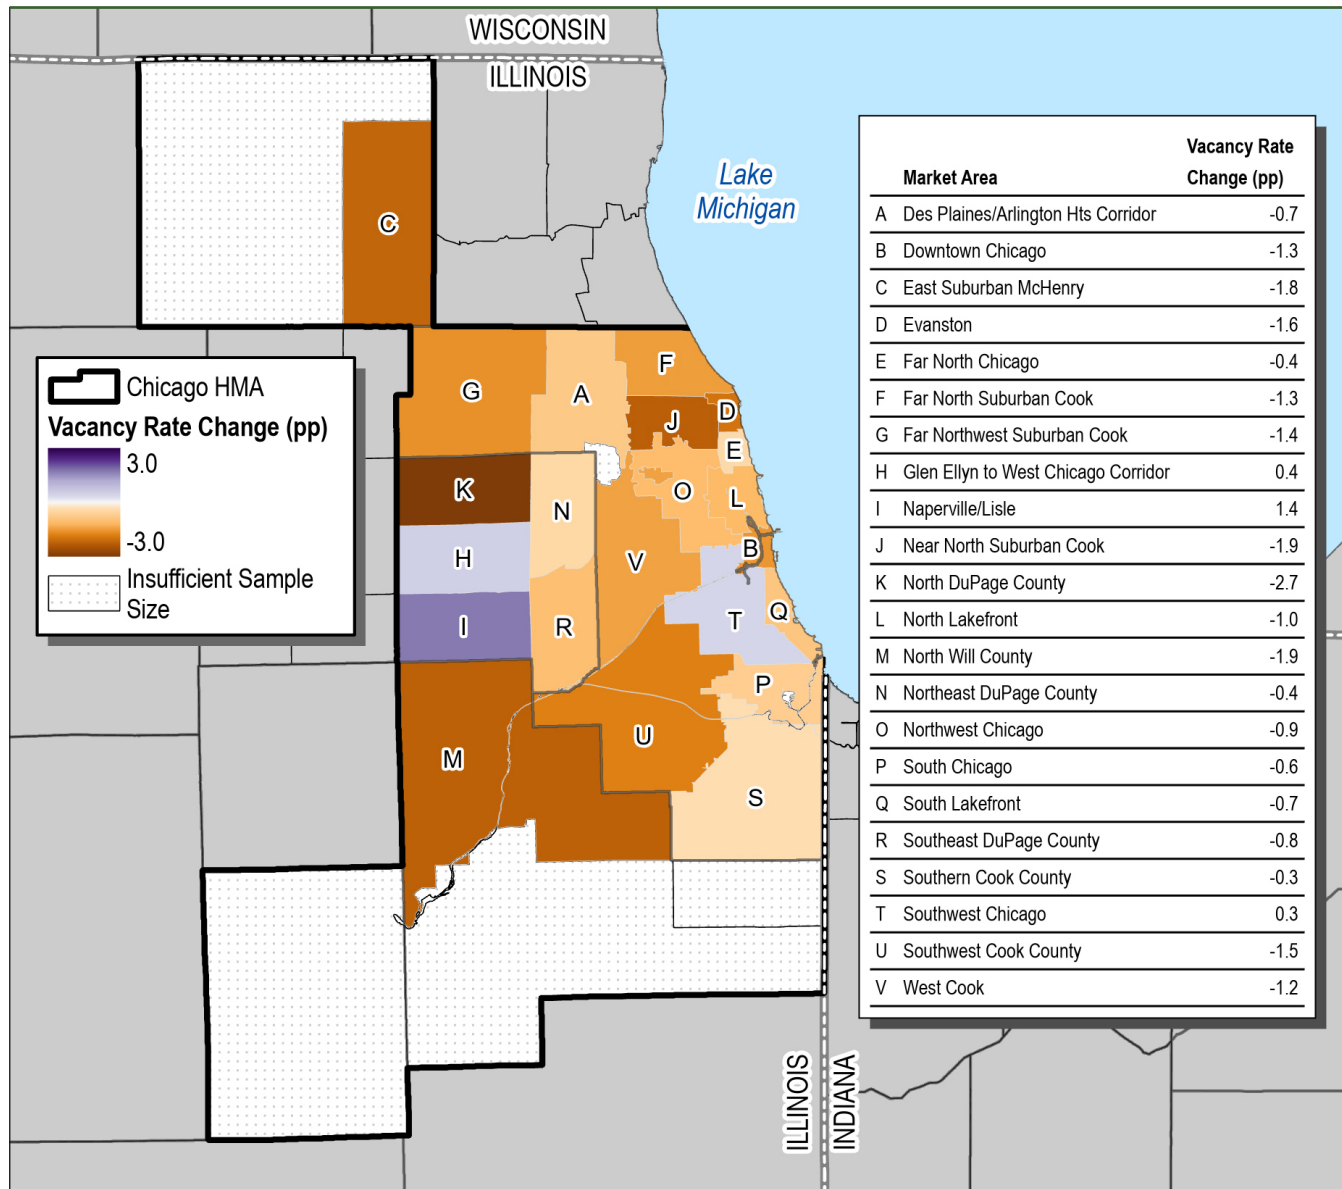 WISCONSIN
ILLINOIS
Lake
Michigan
C
G
A
F
J
D
E
K
N
O
L
H
V
B
I
R
T
Q
M
U
P
S
ILLINOIS
INDIANA
Chicago HMA
Vacancy Rate Change (pp)
3.0
-3.0
Insufficient Sample
Size
Vacancy Rate
Market Area Change (pp)
A Des Plaines/Arlington Hts Corridor -0.7
B Downtown Chicago -1.3
C East Suburban McHenry -1.8
D Evanston -1.6
E Far North Chicago -0.4
F Far North Suburban Cook -1.3
G Far Northwest Suburban Cook -1.4
H Glen Ellyn to West Chicago Corridor 0.4
I Naperville/Lisle 1.4
J Near North Suburban Cook -1.9
K North DuPage County -2.7
L North Lakefront -1.0
M North Will County -1.9
N Northeast DuPage County -0.4
O Northwest Chicago -0.9
P South Chicago -0.6
Q South Lakefront -0.7
R Southeast DuPage County -0.8
S Southern Cook County -0.3
T Southwest Chicago 0.3
U Southwest Cook County -1.5
V West Cook -1.2